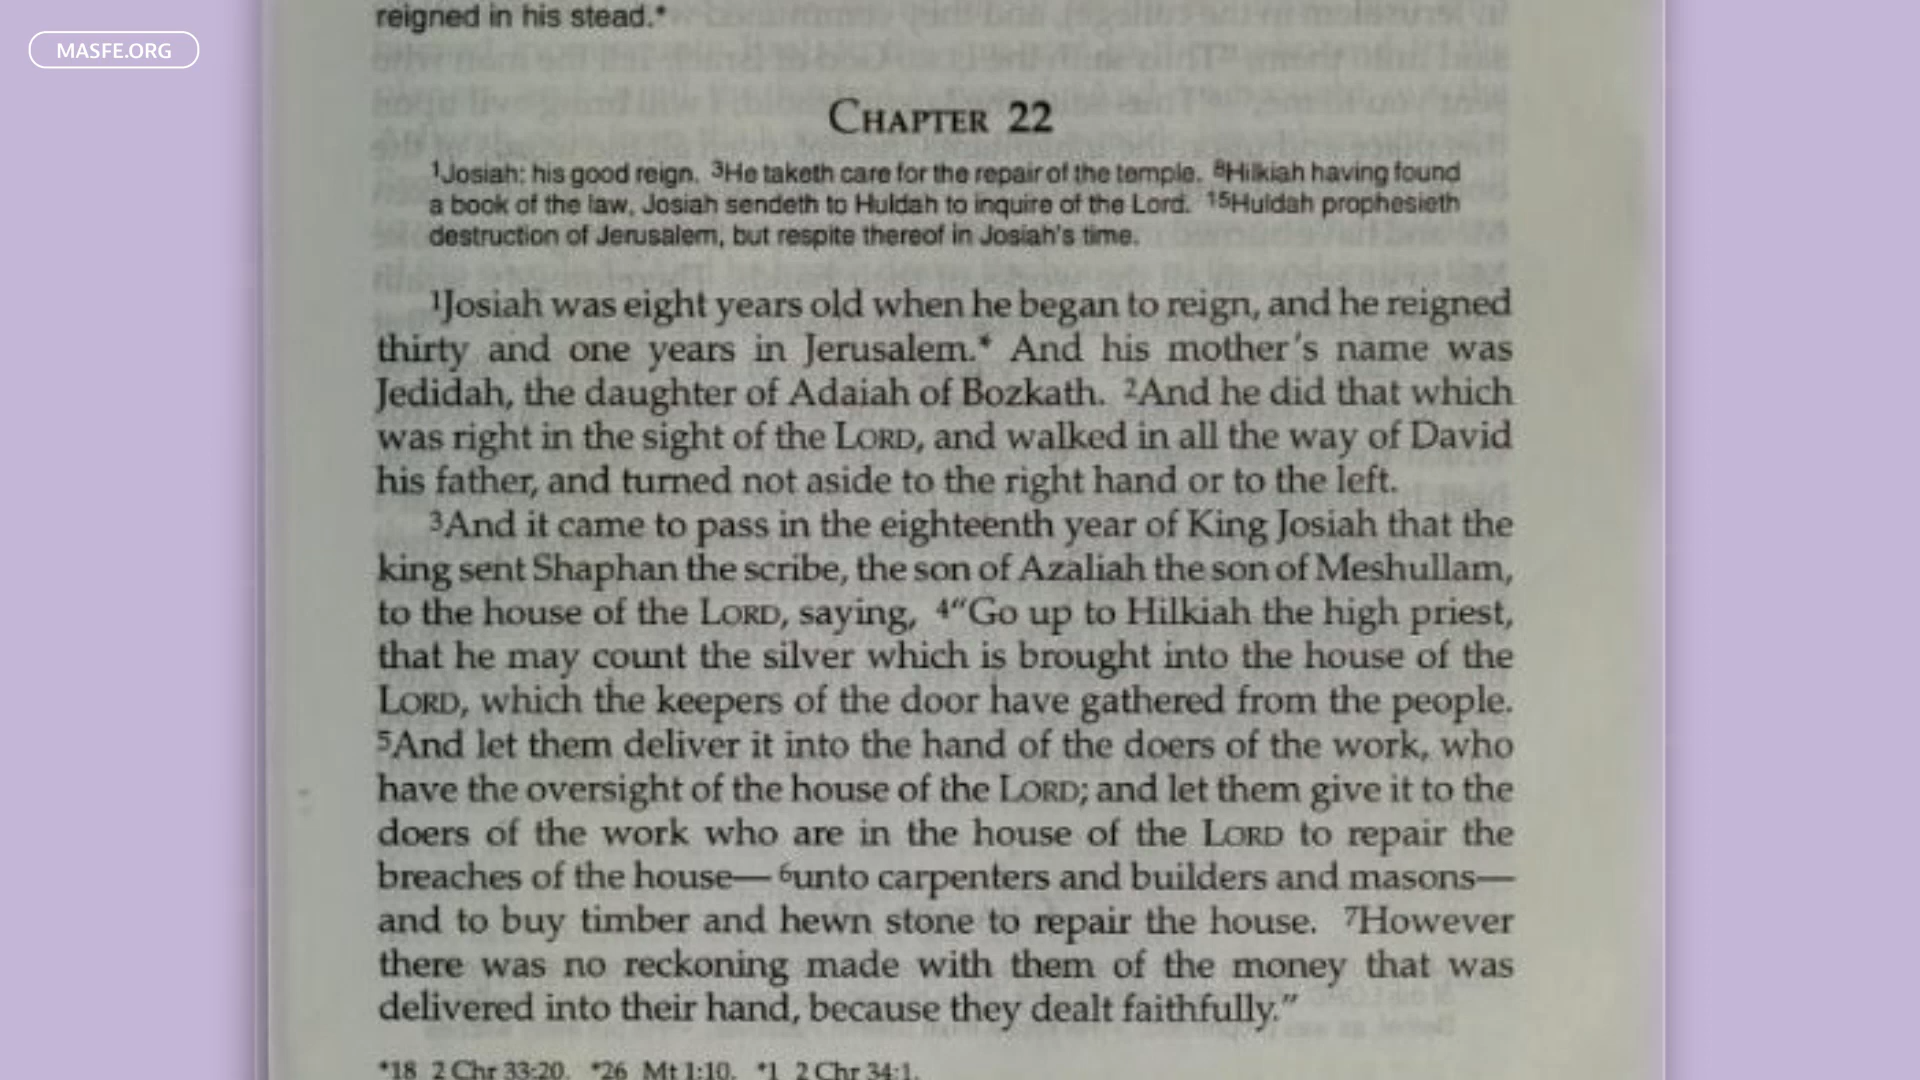 MASFE.ORG
reigned in his stead.*
CHAPTER 22
¹Josiah: his good reign. ³He taketh care for the repair of the temple. ⁸Hilkiah having found
a book of the law, Josiah sendeth to Huldah to inquire of the Lord. ¹⁵Huldah prophesieth
destruction of Jerusalem, but respite thereof in Josiah's time.
¹Josiah was eight years old when he began to reign, and he reigned
thirty and one years in Jerusalem.* And his mother's name was
Jedidah, the daughter of Adaiah of Bozkath. ²And he did that which
was right in the sight of the LORD, and walked in all the way of David
his father, and turned not aside to the right hand or to the left.
³And it came to pass in the eighteenth year of King Josiah that the
king sent Shaphan the scribe, the son of Azaliah the son of Meshullam,
to the house of the LORD, saying, ⁴“Go up to Hilkiah the high priest,
that he may count the silver which is brought into the house of the
LORD, which the keepers of the door have gathered from the people.
⁵And let them deliver it into the hand of the doers of the work, who
have the oversight of the house of the LORD; and let them give it to the
doers of the work who are in the house of the LORD to repair the
breaches of the house— ⁶unto carpenters and builders and masons—
and to buy timber and hewn stone to repair the house. ⁷However
there was no reckoning made with them of the money that was
delivered into their hand, because they dealt faithfully.”
*18 2 Chr 33:20. *26 Mt 1:10. *1 2 Chr 34:1.